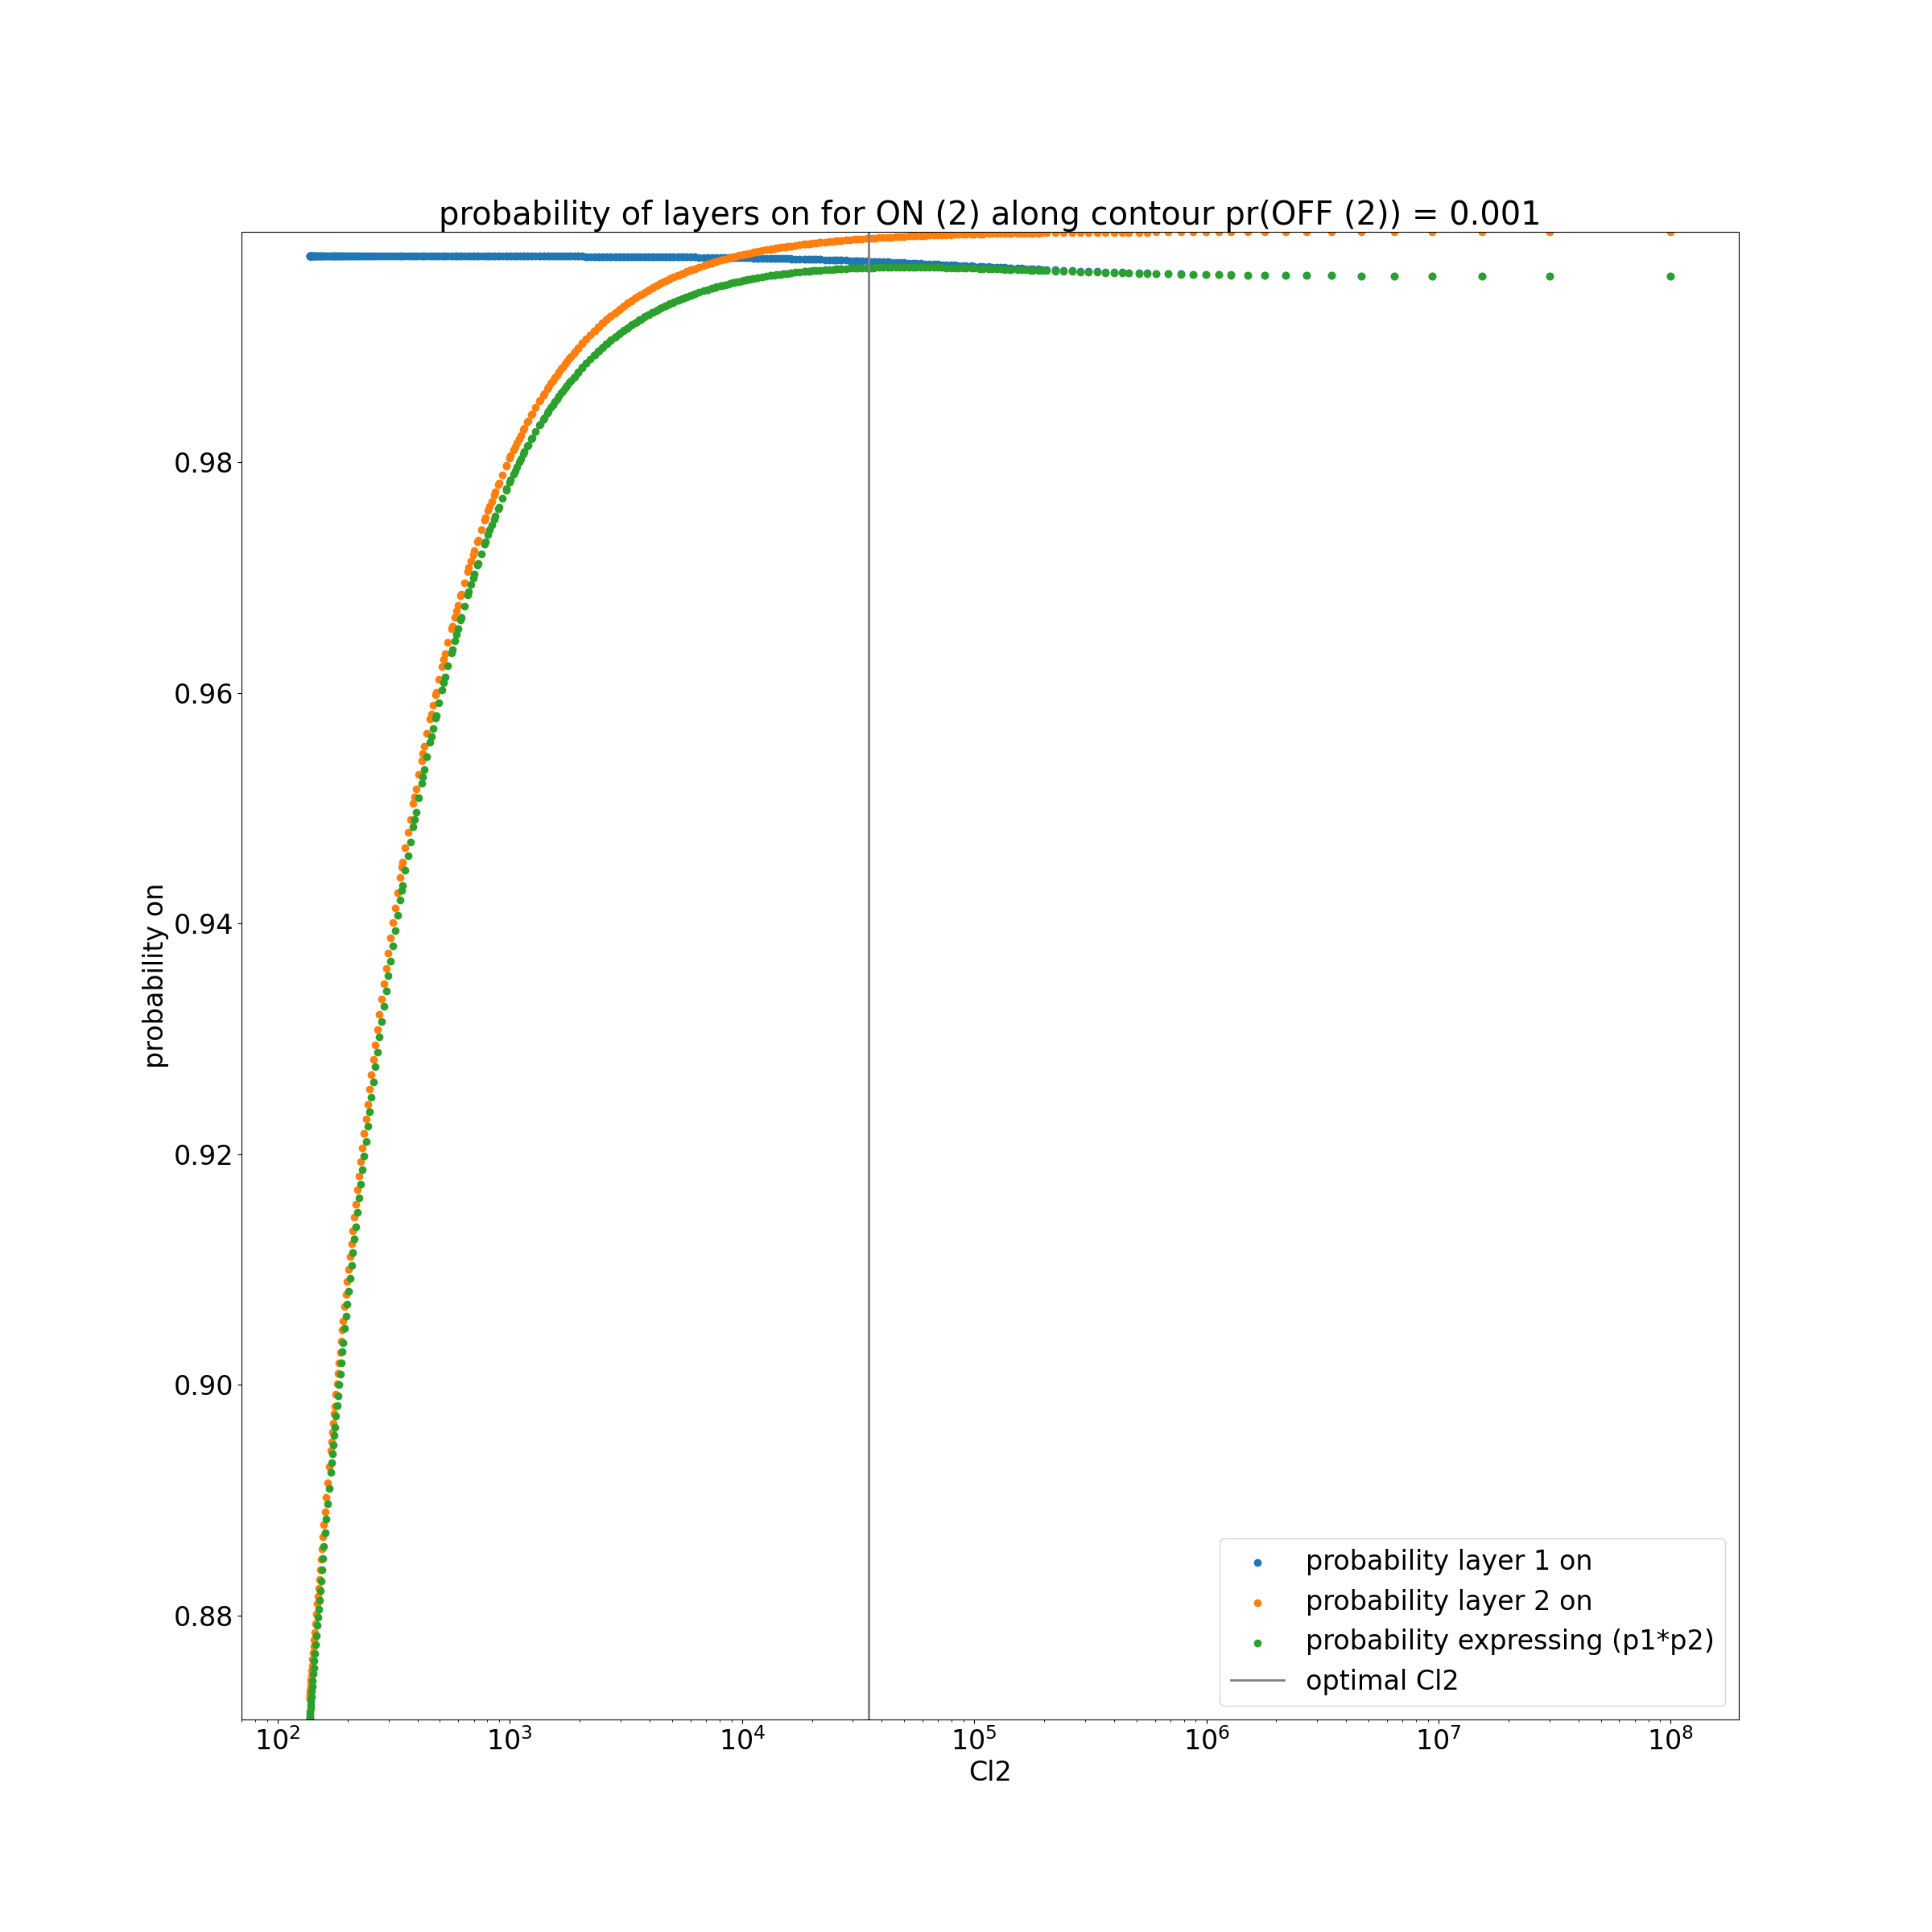 probability of layers on for ON (2) along contour pr(OFF (2)) = 0.001
probability on
0.98
0.96
0.94
0.92
0.90
0.88
10²
10³
10⁴
10⁵
10⁶
10⁷
10⁸
Cl2
probability layer 1 on
probability layer 2 on
probability expressing (p1*p2)
optimal Cl2